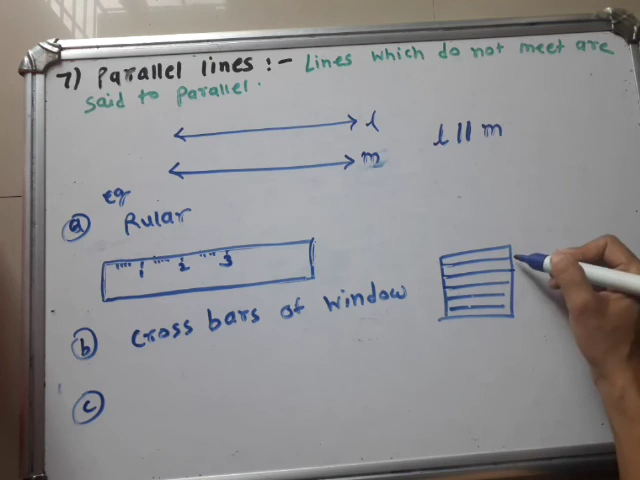 7) Parallel lines :- Lines which do not meet are
said to parallel.
l
m
l || m
eg
a Rular
1 2 3
b cross bars of window
c